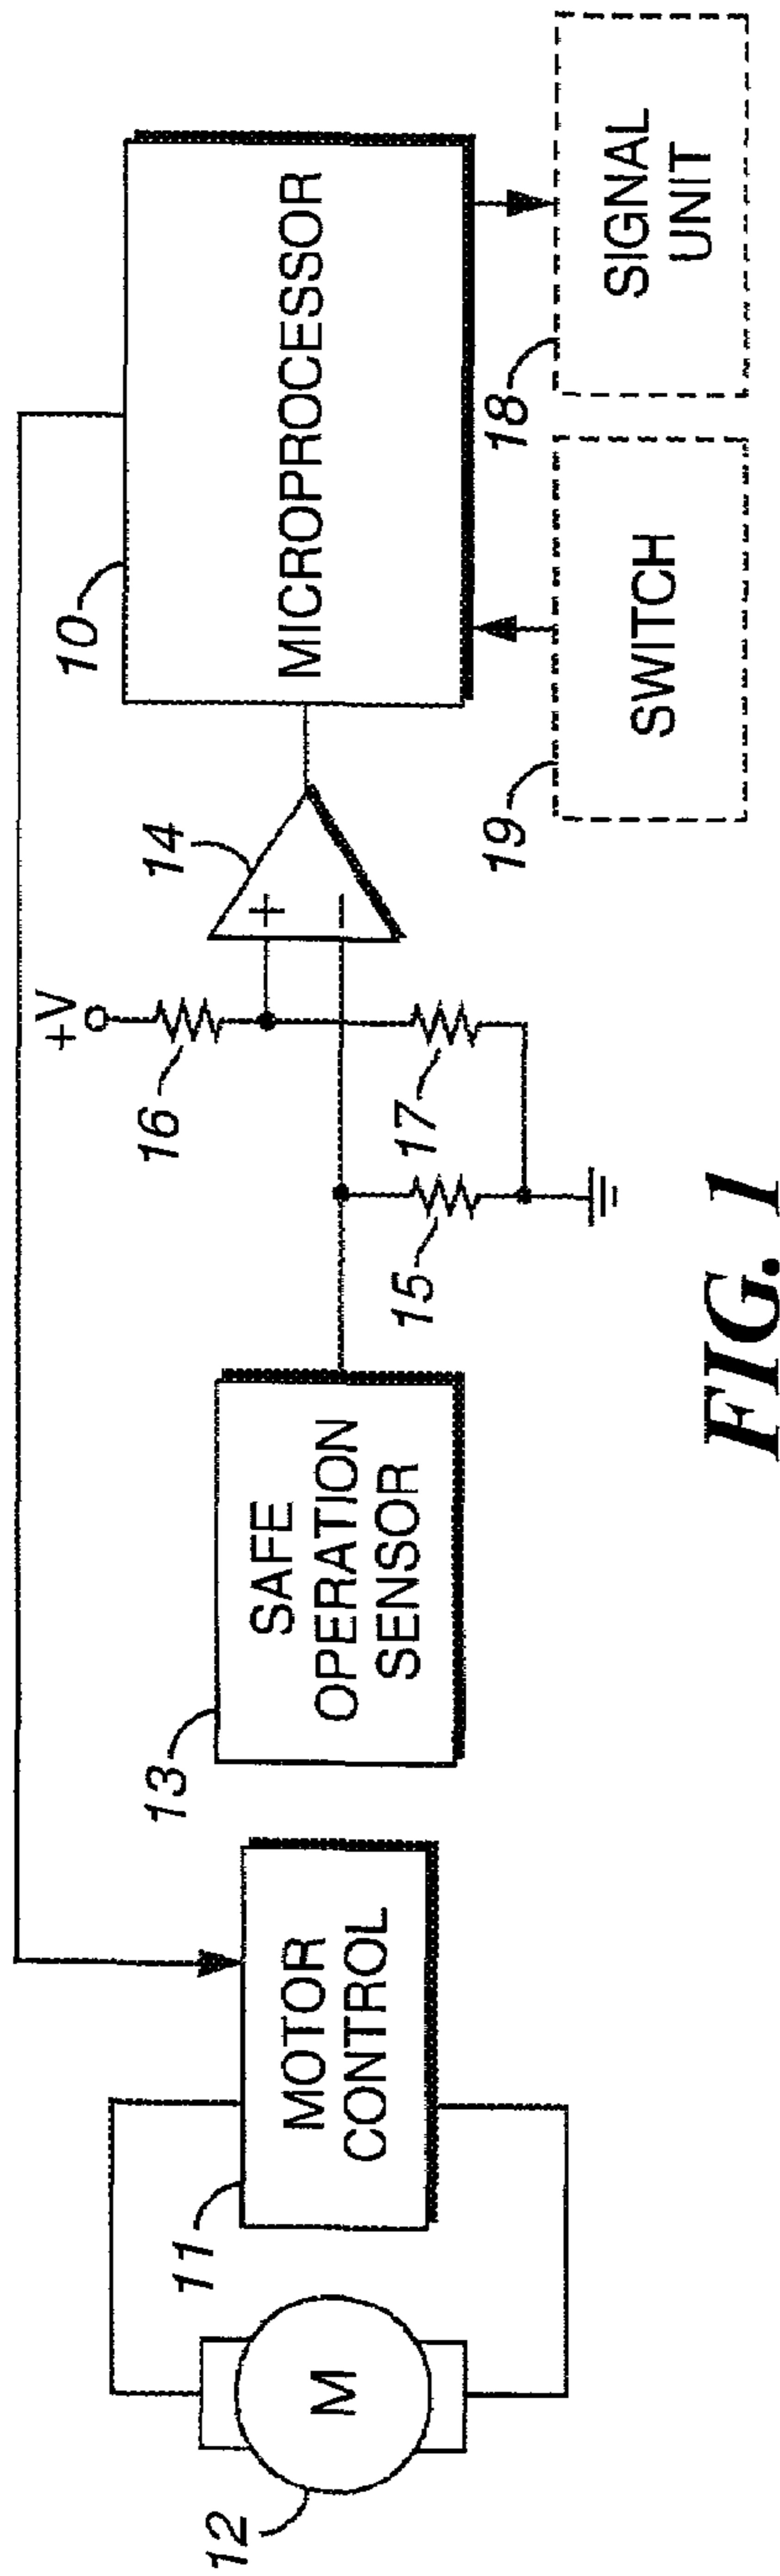 12
M
11
MOTOR
CONTROL
13
SAFE
OPERATION
SENSOR
15
16
+V
17
14
+
−
10
MICROPROCESSOR
19
SWITCH
18
SIGNAL
UNIT
FIG. 1